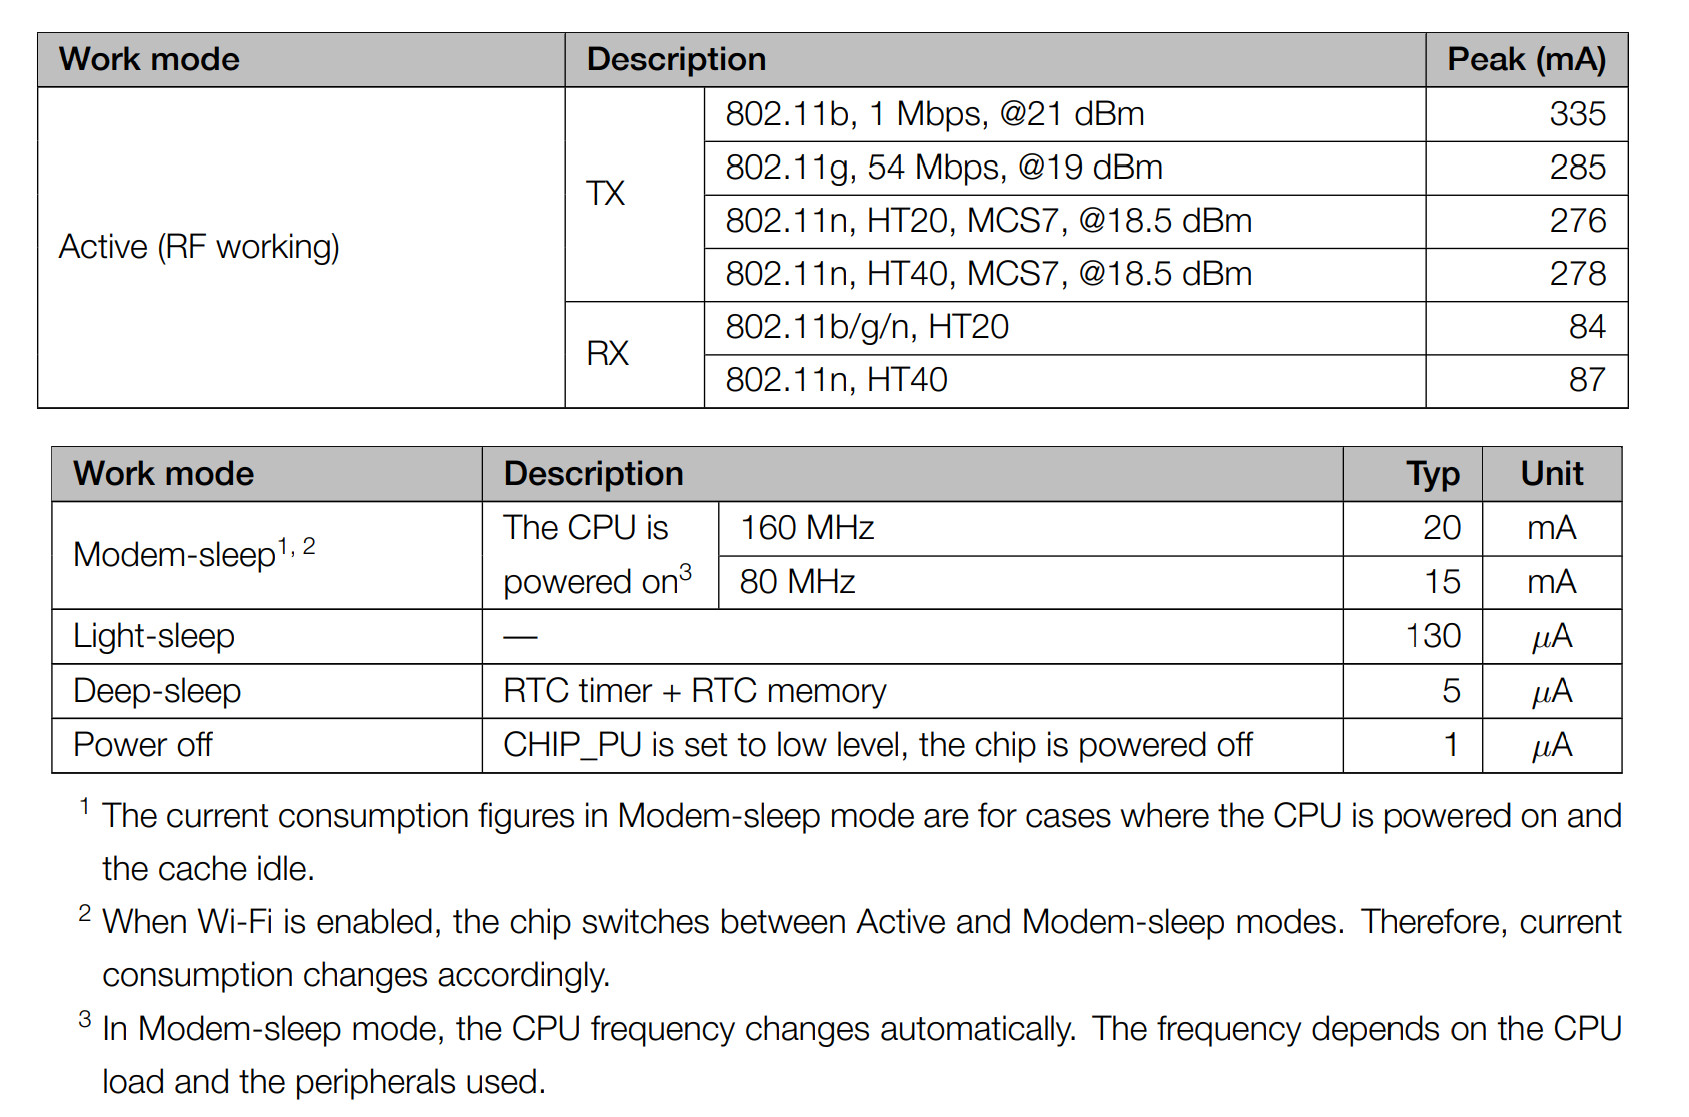 Work mode Description Peak (mA)
Active (RF working) TX 802.11b, 1 Mbps, @21 dBm 335
802.11g, 54 Mbps, @19 dBm 285
802.11n, HT20, MCS7, @18.5 dBm 276
802.11n, HT40, MCS7, @18.5 dBm 278
RX 802.11b/g/n, HT20 84
802.11n, HT40 87
Work mode Description Typ Unit
Modem-sleep1, 2 The CPU is powered on3 160 MHz 20 mA
80 MHz 15 mA
Light-sleep — 130 µA
Deep-sleep RTC timer + RTC memory 5 µA
Power off CHIP_PU is set to low level, the chip is powered off 1 µA
1 The current consumption figures in Modem-sleep mode are for cases where the CPU is powered on and
the cache idle.
2 When Wi-Fi is enabled, the chip switches between Active and Modem-sleep modes. Therefore, current
consumption changes accordingly.
3 In Modem-sleep mode, the CPU frequency changes automatically. The frequency depends on the CPU
load and the peripherals used.